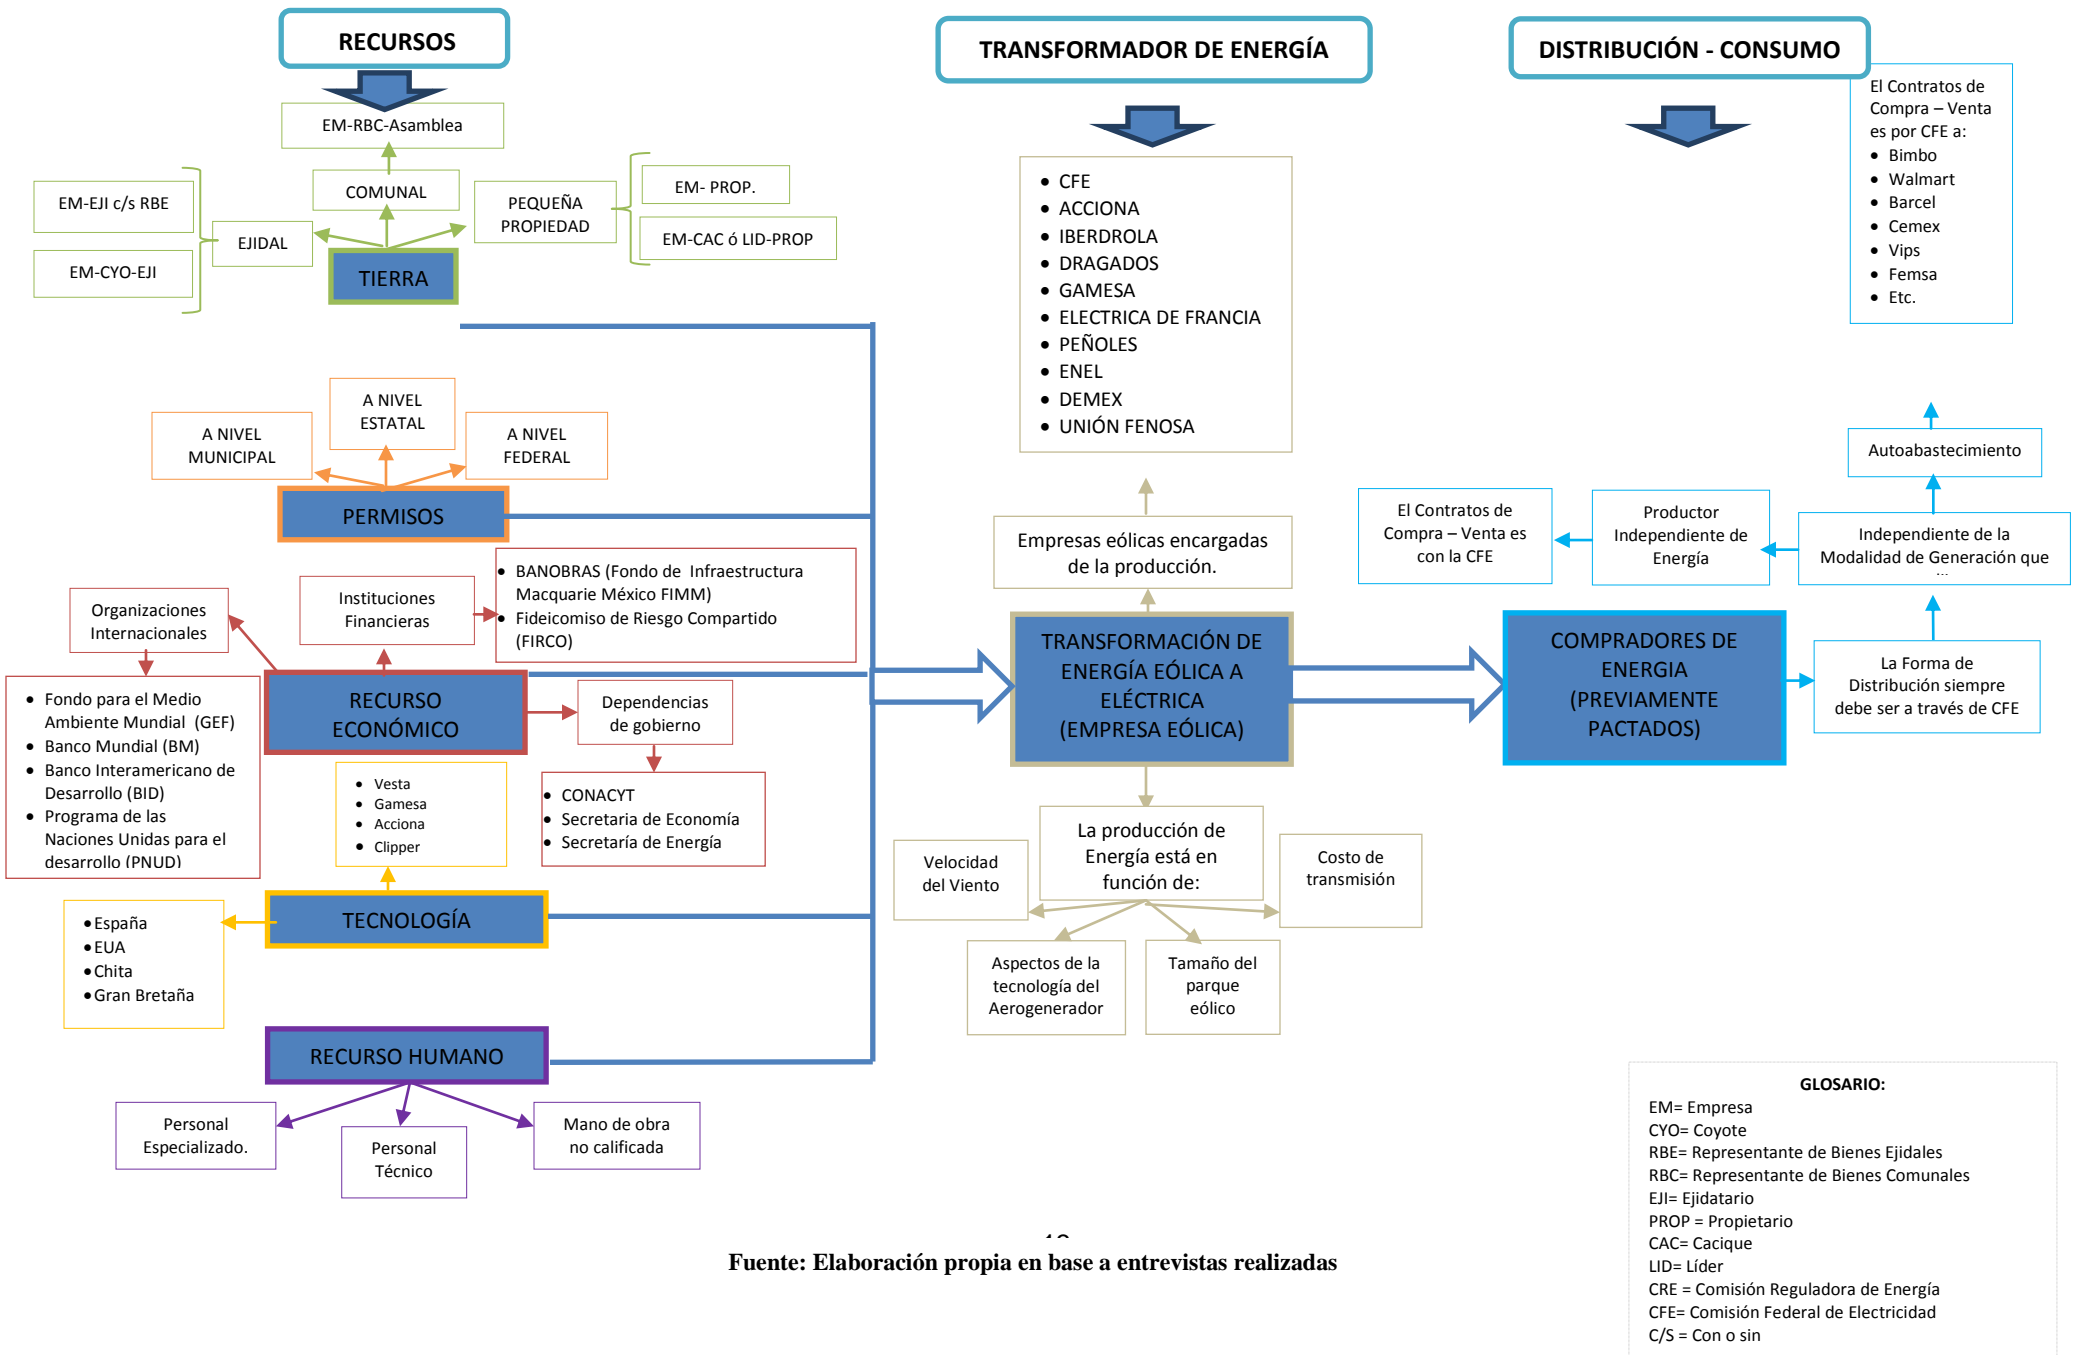 RECURSOS
EM-RBC-Asamblea
COMUNAL
EM-EJI c/s RBE
EM-CYO-EJI
EJIDAL
PEQUEÑA
PROPIEDAD
EM- PROP.
EM-CAC ó LID-PROP
TIERRA
A NIVEL
MUNICIPAL
A NIVEL
ESTATAL
A NIVEL
FEDERAL
PERMISOS
Organizaciones
Internacionales
Instituciones
Financieras
• BANOBRAS (Fondo de Infraestructura
Macquarie México FIMM)
• Fideicomiso de Riesgo Compartido
(FIRCO)
• Fondo para el Medio
Ambiente Mundial (GEF)
• Banco Mundial (BM)
• Banco Interamericano de
Desarrollo (BID)
• Programa de las
Naciones Unidas para el
desarrollo (PNUD)
RECURSO
ECONÓMICO
Dependencias
de gobierno
• CONACYT
• Secretaria de Economía
• Secretaría de Energía
• Vesta
• Gamesa
• Acciona
• Clipper
TECNOLOGÍA
• España
• EUA
• Chita
• Gran Bretaña
RECURSO HUMANO
Personal
Especializado.
Personal
Técnico
Mano de obra
no calificada
TRANSFORMADOR DE ENERGÍA
• CFE
• ACCIONA
• IBERDROLA
• DRAGADOS
• GAMESA
• ELECTRICA DE FRANCIA
• PEÑOLES
• ENEL
• DEMEX
• UNIÓN FENOSA
Empresas eólicas encargadas
de la producción.
TRANSFORMACIÓN DE
ENERGÍA EÓLICA A
ELÉCTRICA
(EMPRESA EÓLICA)
La producción de
Energía está en
función de:
Velocidad
del Viento
Aspectos de la
tecnología del
Aerogenerador
Tamaño del
parque
eólico
Costo de
transmisión
DISTRIBUCIÓN - CONSUMO
El Contratos de
Compra – Venta
es por CFE a:
• Bimbo
• Walmart
• Barcel
• Cemex
• Vips
• Femsa
• Etc.
Autoabastecimiento
El Contratos de
Compra – Venta es
con la CFE
Productor
Independiente de
Energía
Independiente de la
Modalidad de Generación que
COMPRADORES DE
ENERGIA
(PREVIAMENTE
PACTADOS)
La Forma de
Distribución siempre
debe ser a través de CFE
GLOSARIO:
EM= Empresa
CYO= Coyote
RBE= Representante de Bienes Ejidales
RBC= Representante de Bienes Comunales
EJI= Ejidatario
PROP = Propietario
CAC= Cacique
LID= Líder
CRE = Comisión Reguladora de Energía
CFE= Comisión Federal de Electricidad
C/S = Con o sin
Fuente: Elaboración propia en base a entrevistas realizadas